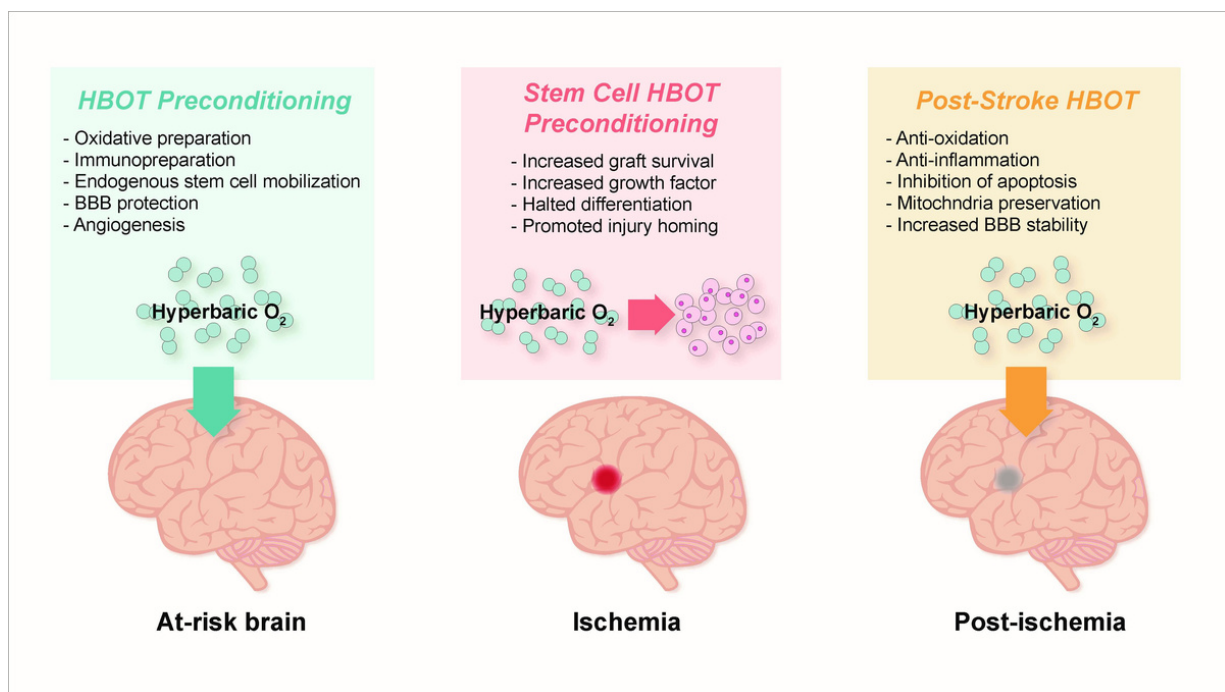 HBOT Preconditioning
- Oxidative preparation
- Immunopreparation
- Endogenous stem cell mobilization
- BBB protection
- Angiogenesis
Hyperbaric O₂
At-risk brain
Stem Cell HBOT
Preconditioning
- Increased graft survival
- Increased growth factor
- Halted differentiation
- Promoted injury homing
Hyperbaric O₂
Ischemia
Post-Stroke HBOT
- Anti-oxidation
- Anti-inflammation
- Inhibition of apoptosis
- Mitochndria preservation
- Increased BBB stability
Hyperbaric O₂
Post-ischemia